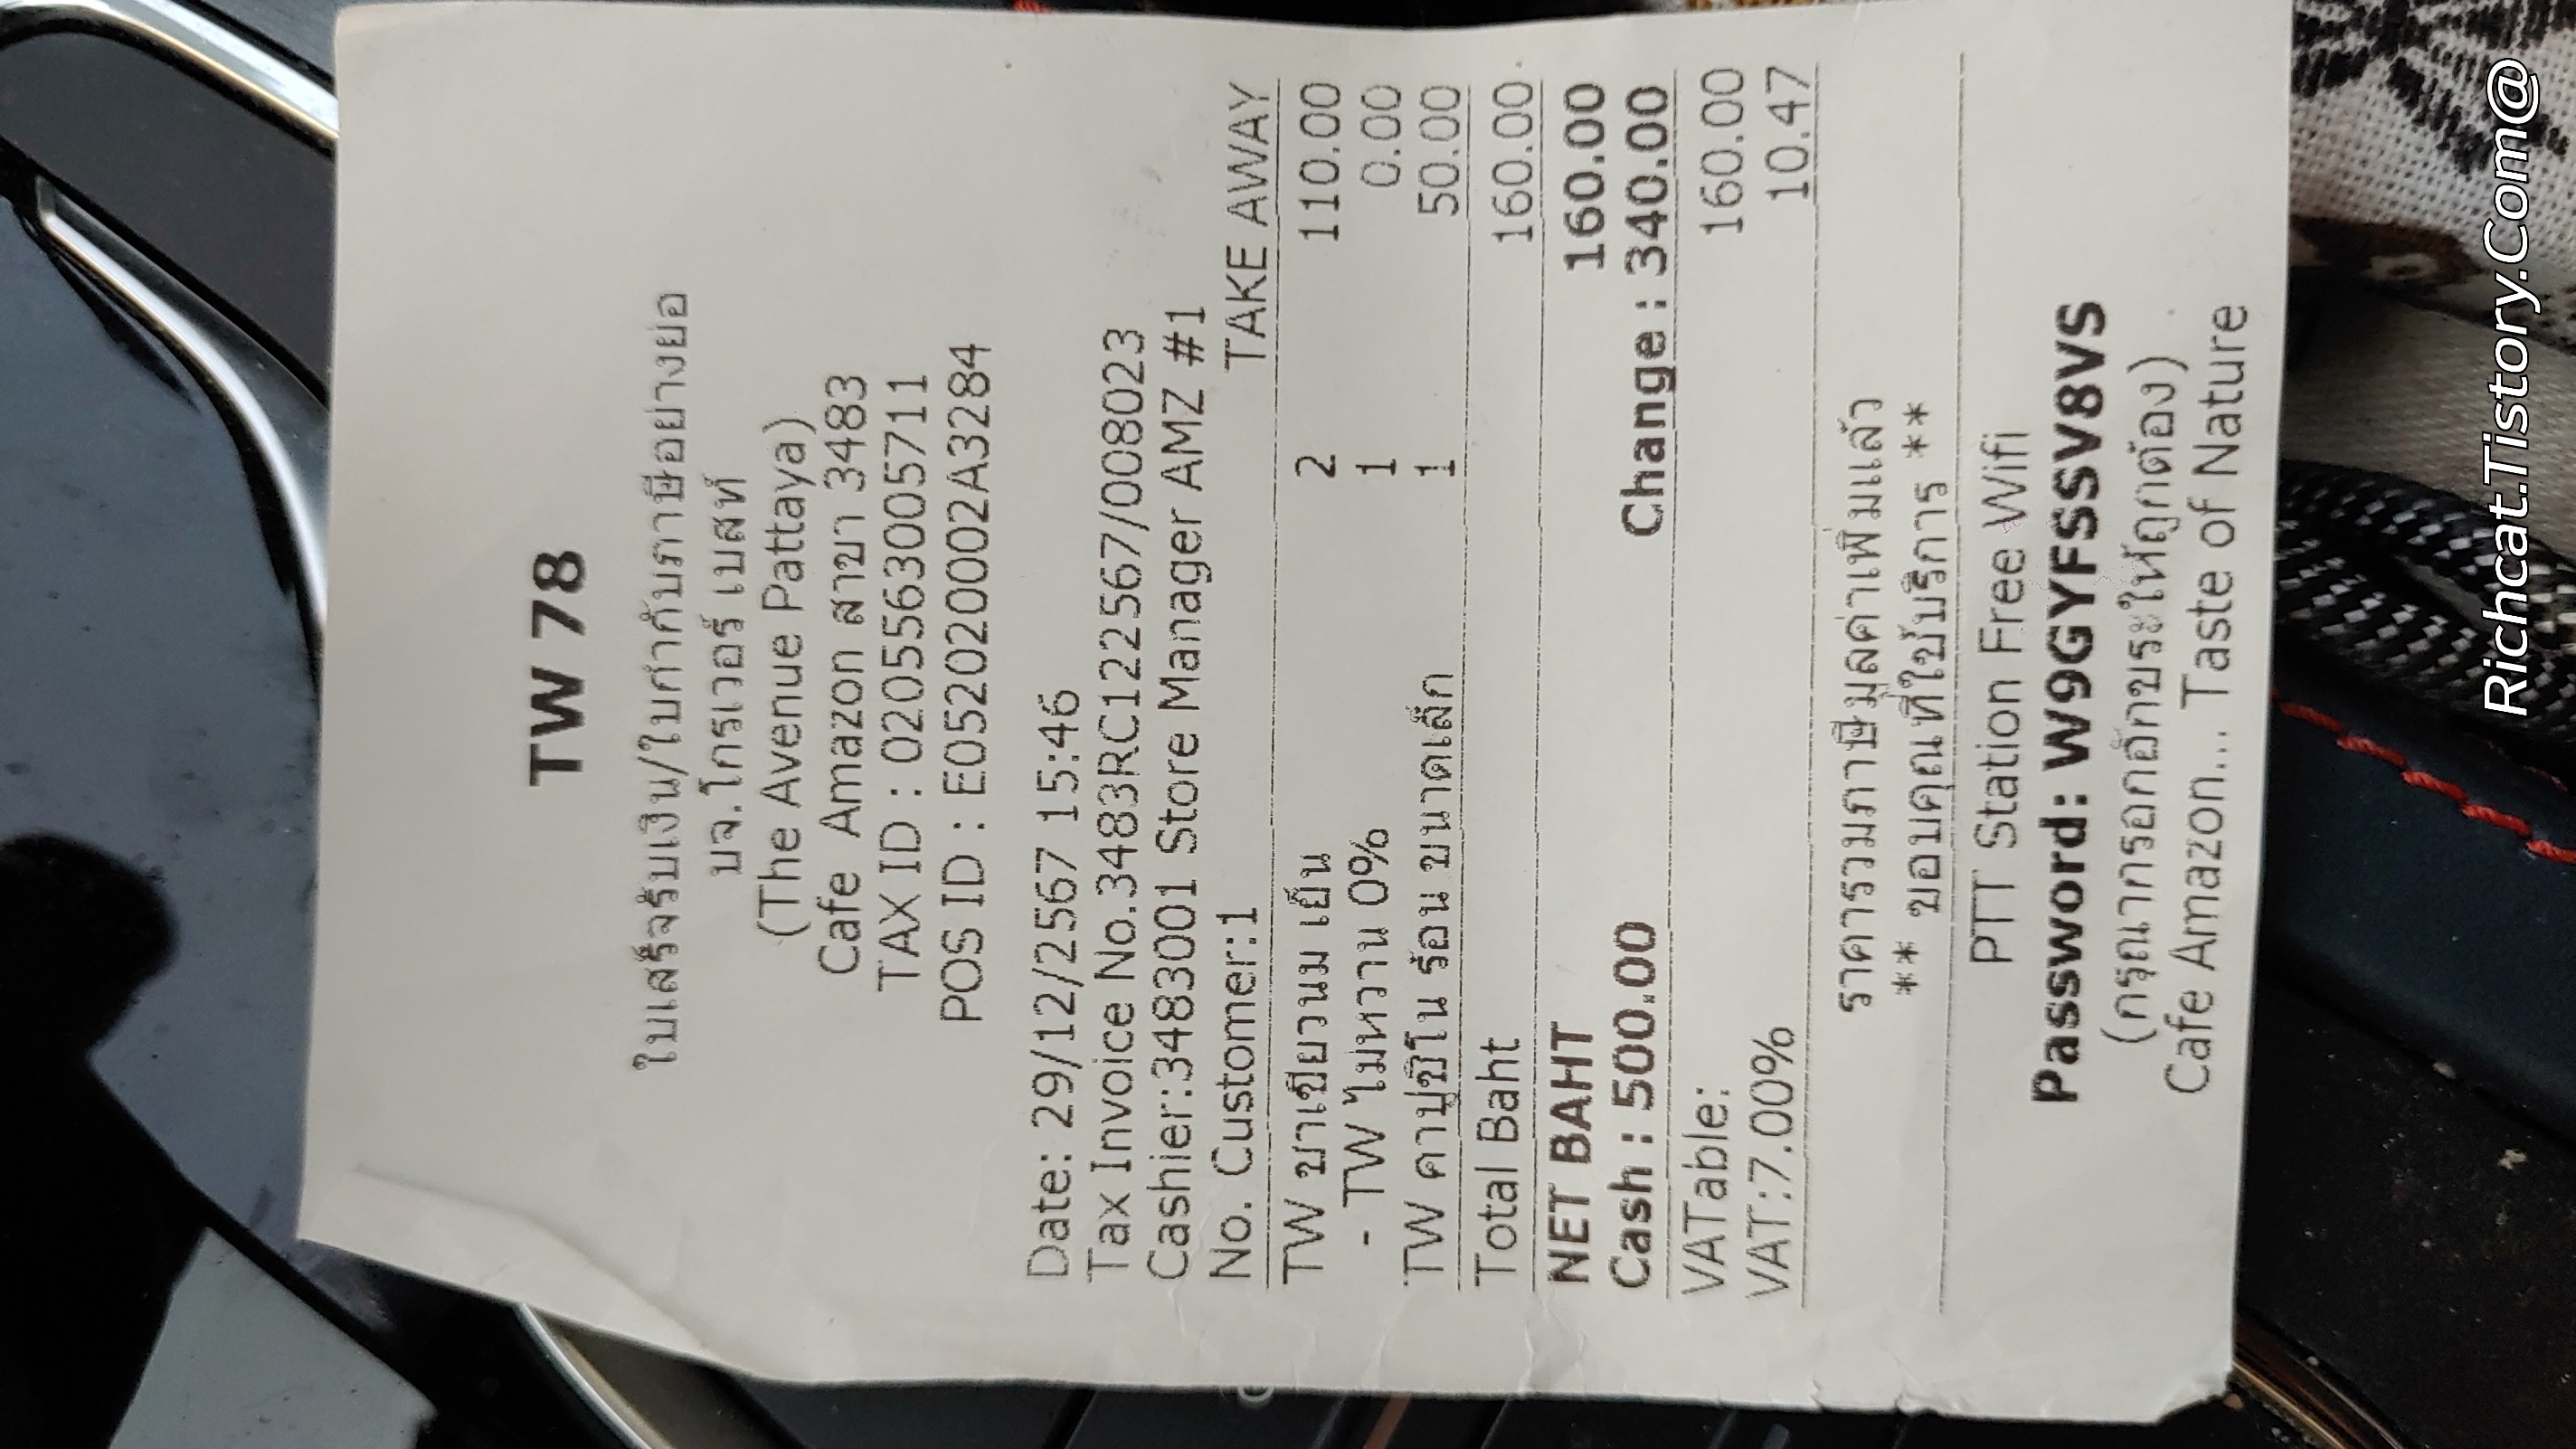 TW 78
ใบเสร็จรับเงิน/ใบกำกับภาษีอย่างย่อ
บจ.โกรเวอร์ เบสท์
(The Avenue Pattaya)
Cafe Amazon สาขา 3483
TAX ID : 0205563005711
POS ID : E05202000​2A3284
Date: 29/12/2567 15:46
Tax Invoice No.3483RC122567/008023
Cashier:3483001 Store Manager AMZ #1
No. Customer:1 TAKE AWAY
TW ชาเขียวนม เย็น 2 110.00
- TW ไม่หวาน 0% 1 0.00
TW คาปูชิโน ร้อน ขนาดเล็ก 1 50.00
Total Baht 160.00
NET BAHT 160.00
Cash : 500.00 Change : 340.00
VATable: 160.00
VAT:7.00% 10.47
ราคารวมภาษีมูลค่าเพิ่มแล้ว
** ขอบคุณที่ใช้บริการ **
PTT Station Free Wifi
Password: W9GYFSSV8VS
(กรุณากรอกอักขระให้ถูกต้อง)
Cafe Amazon... Taste of Nature
Richcat.Tistory.Com@